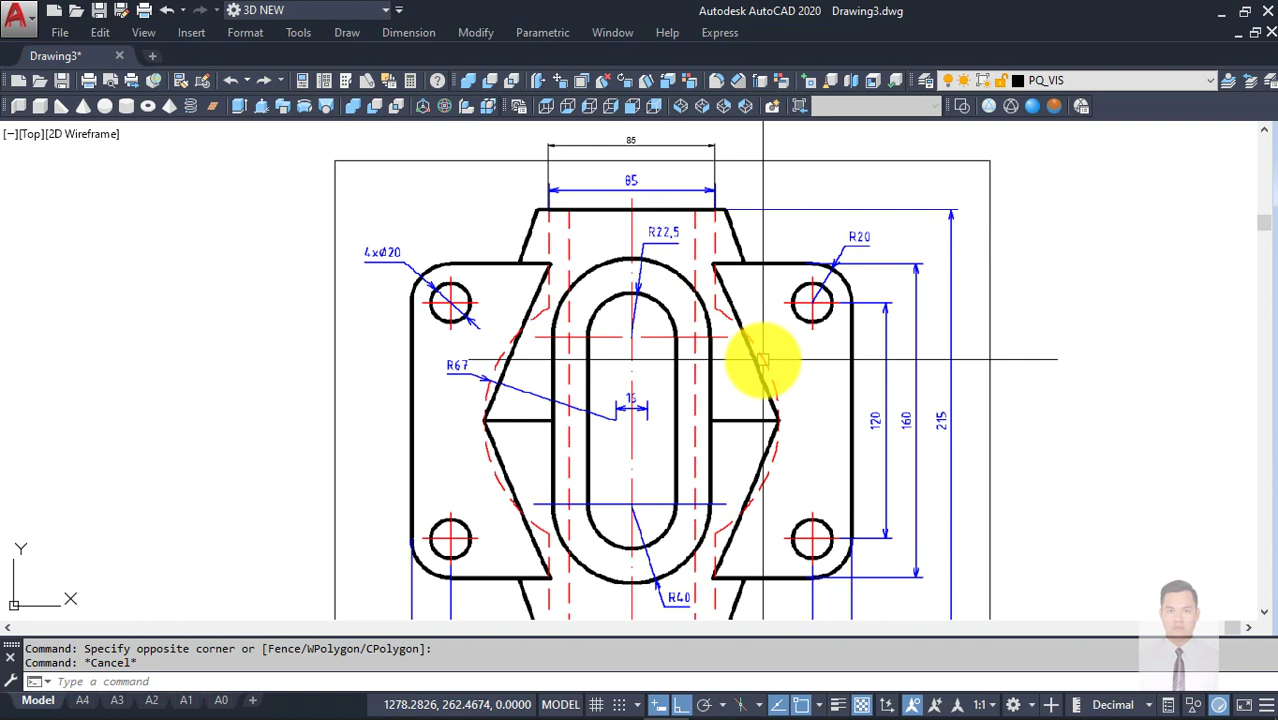 3D NEW
Autodesk AutoCAD 2020 Drawing3.dwg
File Edit View Insert Format Tools Draw Dimension Modify Parametric Window Help Express
Drawing3*
PQ_VIS
[−][Top][2D Wireframe]
85
85
R22,5
R20
4xØ20
R67
120
160
215
R40
Y
X
Command: Specify opposite corner or [Fence/WPolygon/CPolygon]:
Command: *Cancel*
Type a command
Model A4 A3 A2 A1 A0
1278.2826, 262.4674, 0.0000 MODEL 1:1 Decimal